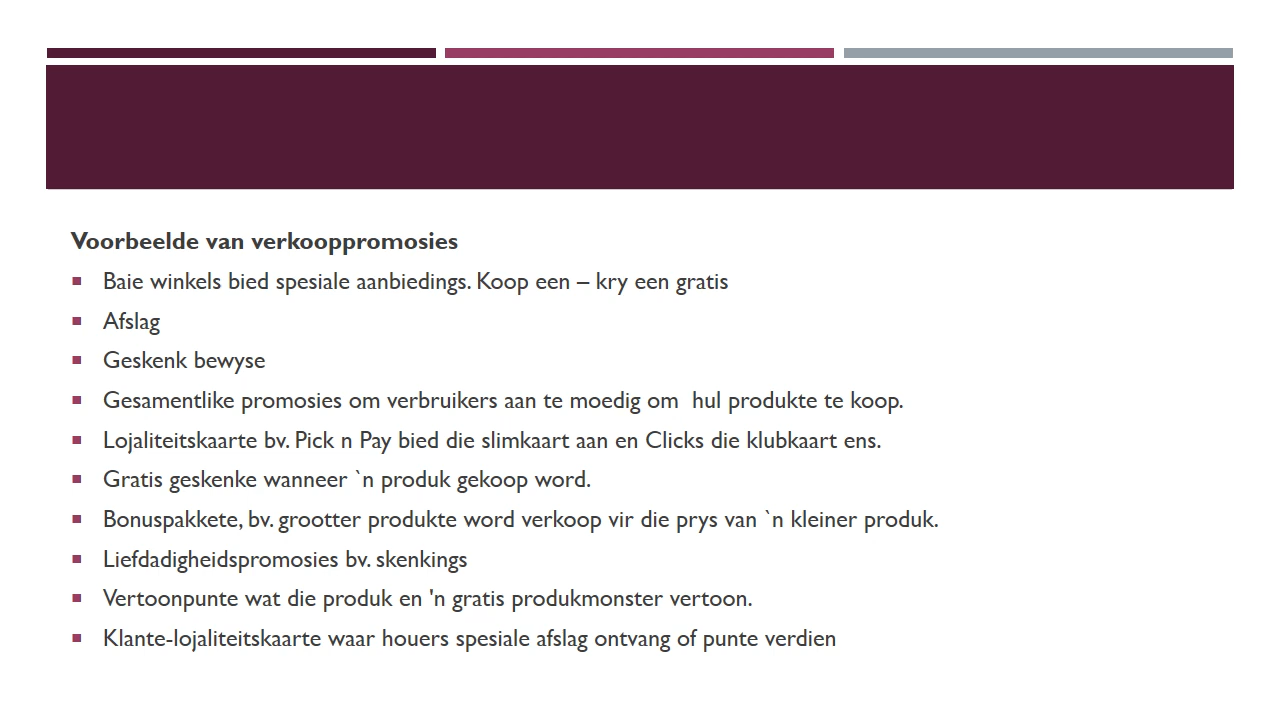 Voorbeelde van verkooppromosies
▪ Baie winkels bied spesiale aanbiedings. Koop een – kry een gratis
▪ Afslag
▪ Geskenk bewyse
▪ Gesamentlike promosies om verbruikers aan te moedig om  hul produkte te koop.
▪ Lojaliteitskaarte bv. Pick n Pay bied die slimkaart aan en Clicks die klubkaart ens.
▪ Gratis geskenke wanneer `n produk gekoop word.
▪ Bonuspakkete, bv. grootter produkte word verkoop vir die prys van `n kleiner produk.
▪ Liefdadigheidspromosies bv. skenkings
▪ Vertoonpunte wat die produk en 'n gratis produkmonster vertoon.
▪ Klante-lojaliteitskaarte waar houers spesiale afslag ontvang of punte verdien